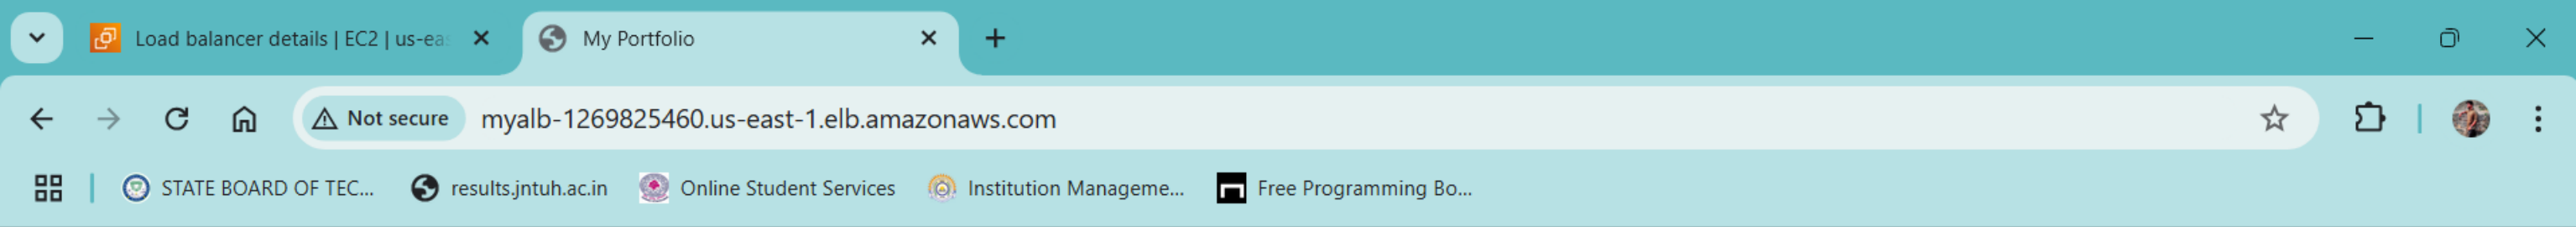 Load balancer details | EC2 | us-eas
My Portfolio
Not secure
myalb-1269825460.us-east-1.elb.amazonaws.com
STATE BOARD OF TEC...
results.jntuh.ac.in
Online Student Services
Institution Manageme...
Free Programming Bo...